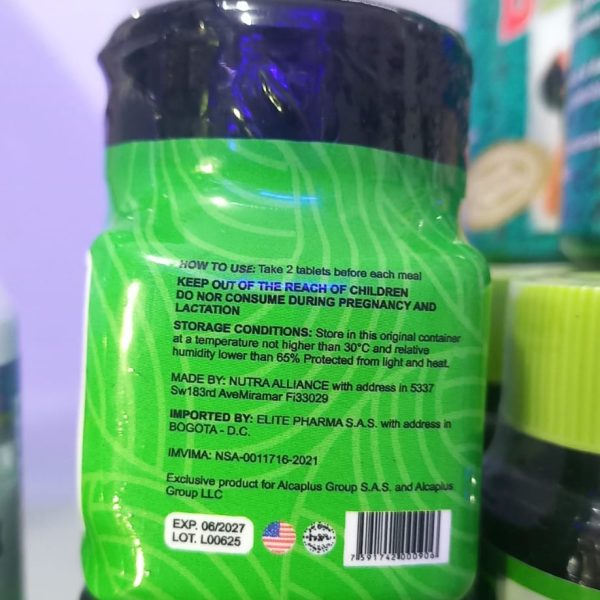 HOW TO USE: Take 2 tablets before each meal
KEEP OUT OF THE REACH OF CHILDREN
DO NOR CONSUME DURING PREGNANCY AND
LACTATION
STORAGE CONDITIONS: Store in this original container
at a temperature not higher than 30°C and relative
humidity lower than 65% Protected from light and heat.
MADE BY: NUTRA ALLIANCE with address in 5337
Sw183rd AveMiramar Fi33029
IMPORTED BY: ELITE PHARMA S.A.S. with address in
BOGOTA - D.C.
IMVIMA: NSA-0011716-2021
Exclusive product for Alcaplus Group S.A.S. and Alcaplus
Group LLC
EXP. 06/2027
LOT. L00625
7591742000906